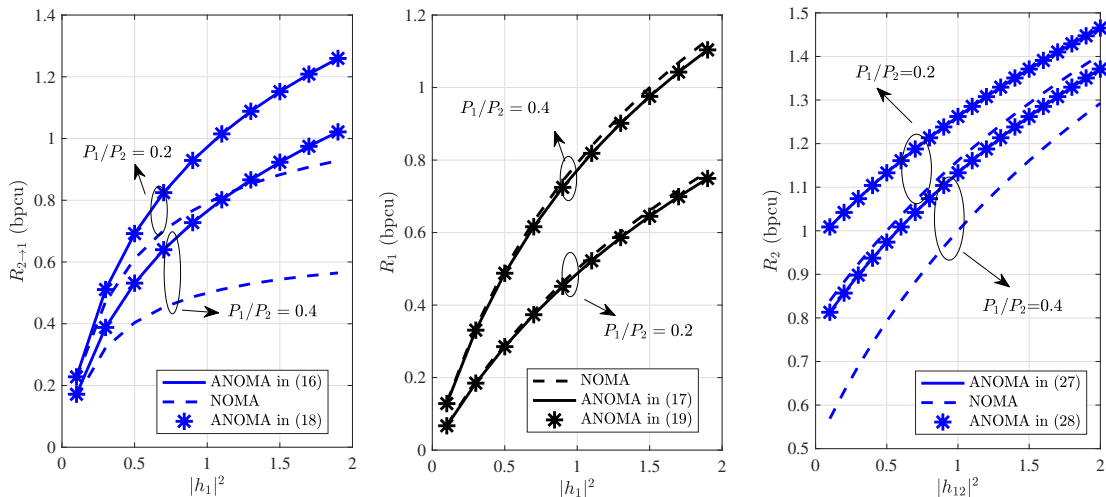 1.4
1.2
1
0.8
0.6
0.4
0.2
0
R2→1 (bpcu)
P1/P2 = 0.2
P1/P2 = 0.4
ANOMA in (16)
NOMA
ANOMA in (18)
0 0.5 1 1.5 2
|h1|²
1.2
1
0.8
0.6
0.4
0.2
0
R1 (bpcu)
P1/P2 = 0.4
P1/P2 = 0.2
NOMA
ANOMA in (17)
ANOMA in (19)
0 0.5 1 1.5 2
|h1|²
1.5
1.4
1.3
1.2
1.1
1
0.9
0.8
0.7
0.6
0.5
R2 (bpcu)
P1/P2=0.2
P1/P2=0.4
ANOMA in (27)
NOMA
ANOMA in (28)
0 0.5 1 1.5 2
|h12|²